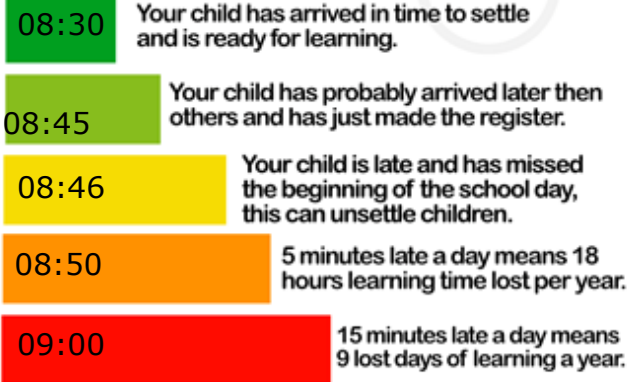 08:30
Your child has arrived in time to settle
and is ready for learning.
08:45
Your child has probably arrived later then
others and has just made the register.
08:46
Your child is late and has missed
the beginning of the school day,
this can unsettle children.
08:50
5 minutes late a day means 18
hours learning time lost per year.
09:00
15 minutes late a day means
9 lost days of learning a year.